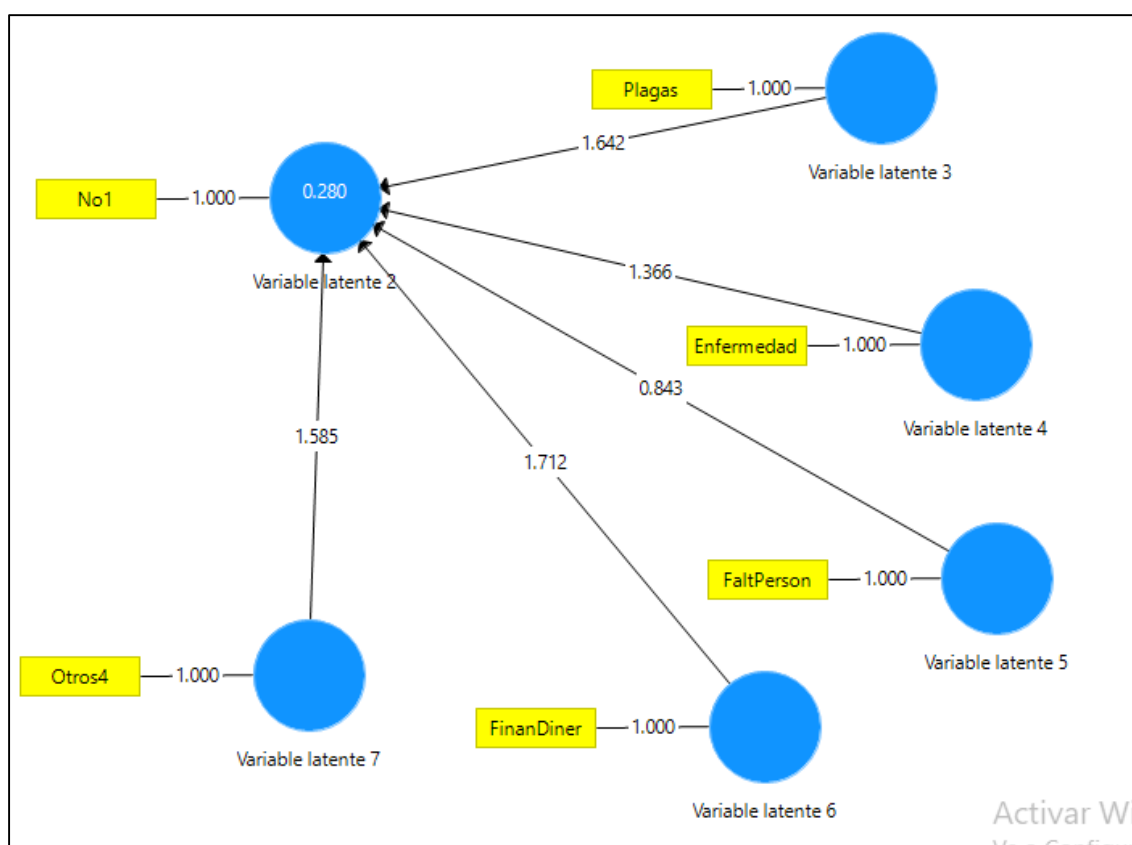 Plagas
1.000
Variable latente 3
1.642
No1
1.000
0.280
Variable latente 2
1.366
Enfermedad
1.000
Variable latente 4
0.843
1.585
1.712
FaltPerson
1.000
Variable latente 5
Otros4
1.000
Variable latente 7
FinanDiner
1.000
Variable latente 6
Activar Wi